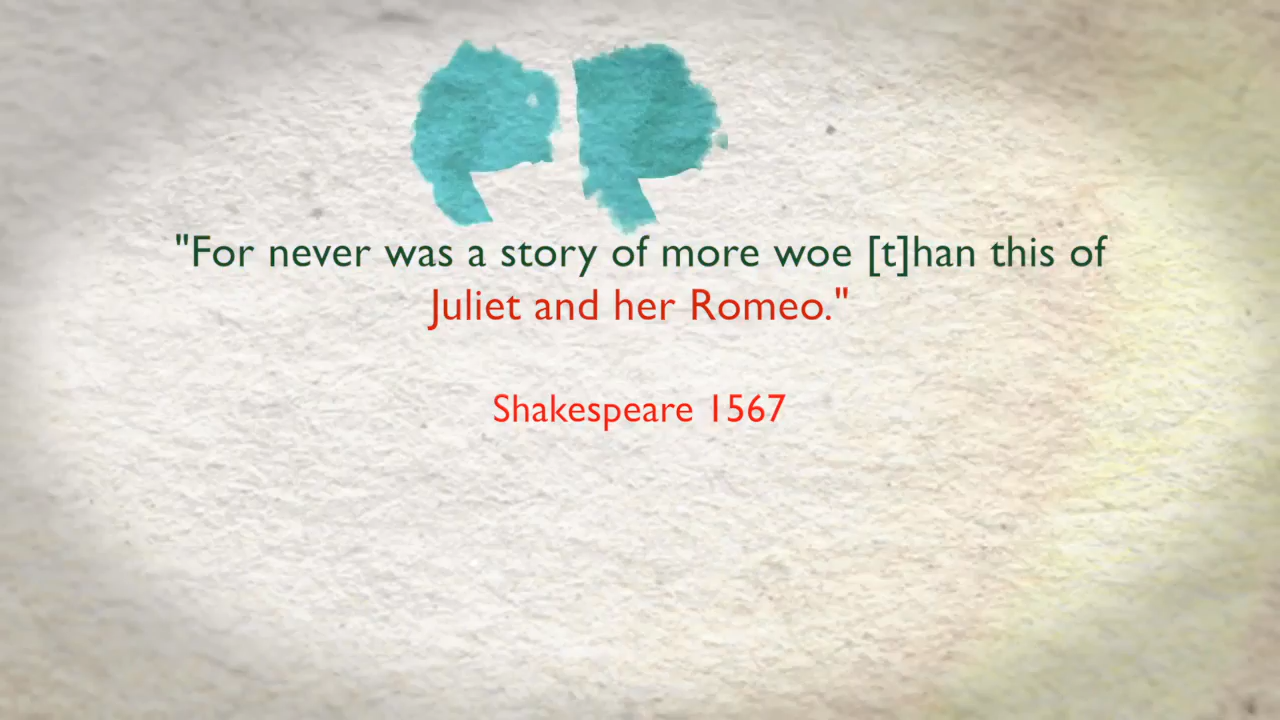 "For never was a story of more woe [t]han this of
Juliet and her Romeo."
Shakespeare 1567